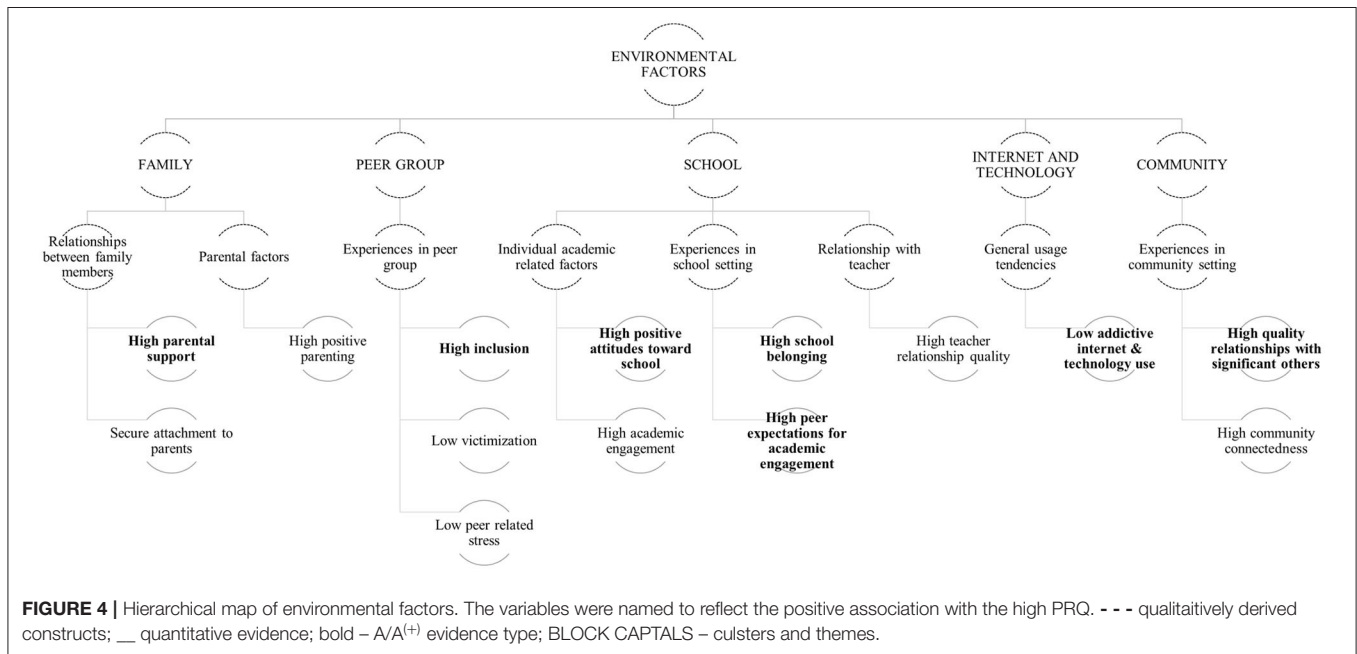 ENVIRONMENTAL
FACTORS
FAMILY
PEER GROUP
SCHOOL
INTERNET AND
TECHNOLOGY
COMMUNITY
Relationships
between family
members
Parental factors
Experiences in peer
group
Individual academic
related factors
Experiences in
school setting
Relationship with
teacher
General usage
tendencies
Experiences in
community setting
High parental
support
High positive
parenting
High inclusion
High positive
attitudes toward
school
High school
belonging
High teacher
relationship quality
Low addictive
internet &
technology use
High quality
relationships with
significant others
Secure attachment to
parents
Low victimization
High academic
engagement
High peer
expectations for
academic
engagement
High community
connectedness
Low peer related
stress
FIGURE 4 | Hierarchical map of environmental factors. The variables were named to reflect the positive association with the high PRQ. - - - qualitaitively derived
constructs; __ quantitative evidence; bold – A/A(+) evidence type; BLOCK CAPTALS – culsters and themes.